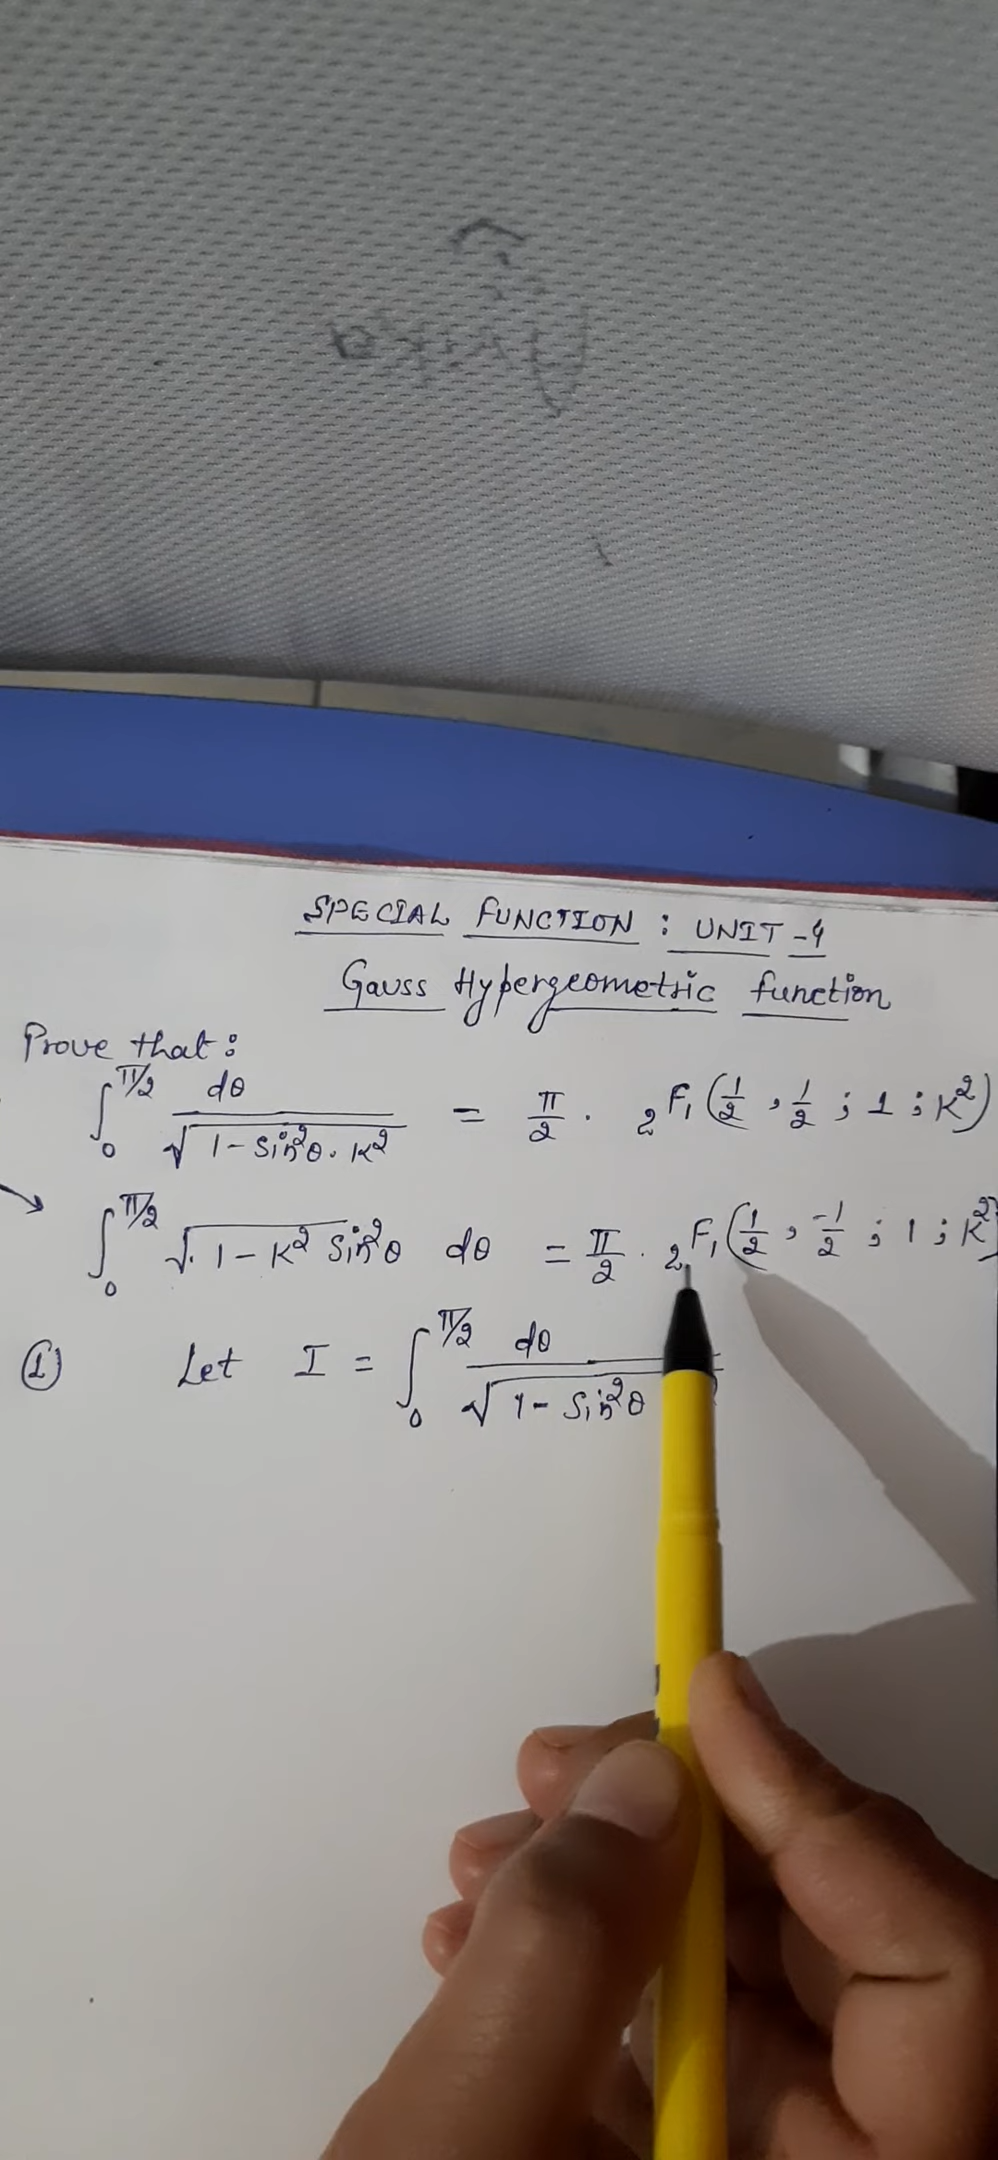 SPECIAL FUNCTION : UNIT-4
Gauss Hypergeometric function
Prove that :
∫₀^{π/2} dθ / √(1 - sin²θ · K²) = π/2 · ₂F₁(1/2, 1/2 ; 1 ; K²)
∫₀^{π/2} √(1 - K² sin²θ) dθ = π/2 · ₂F₁(1/2, -1/2 ; 1 ; K²)
① Let I = ∫₀^{π/2} dθ / √(1 - sin²θ